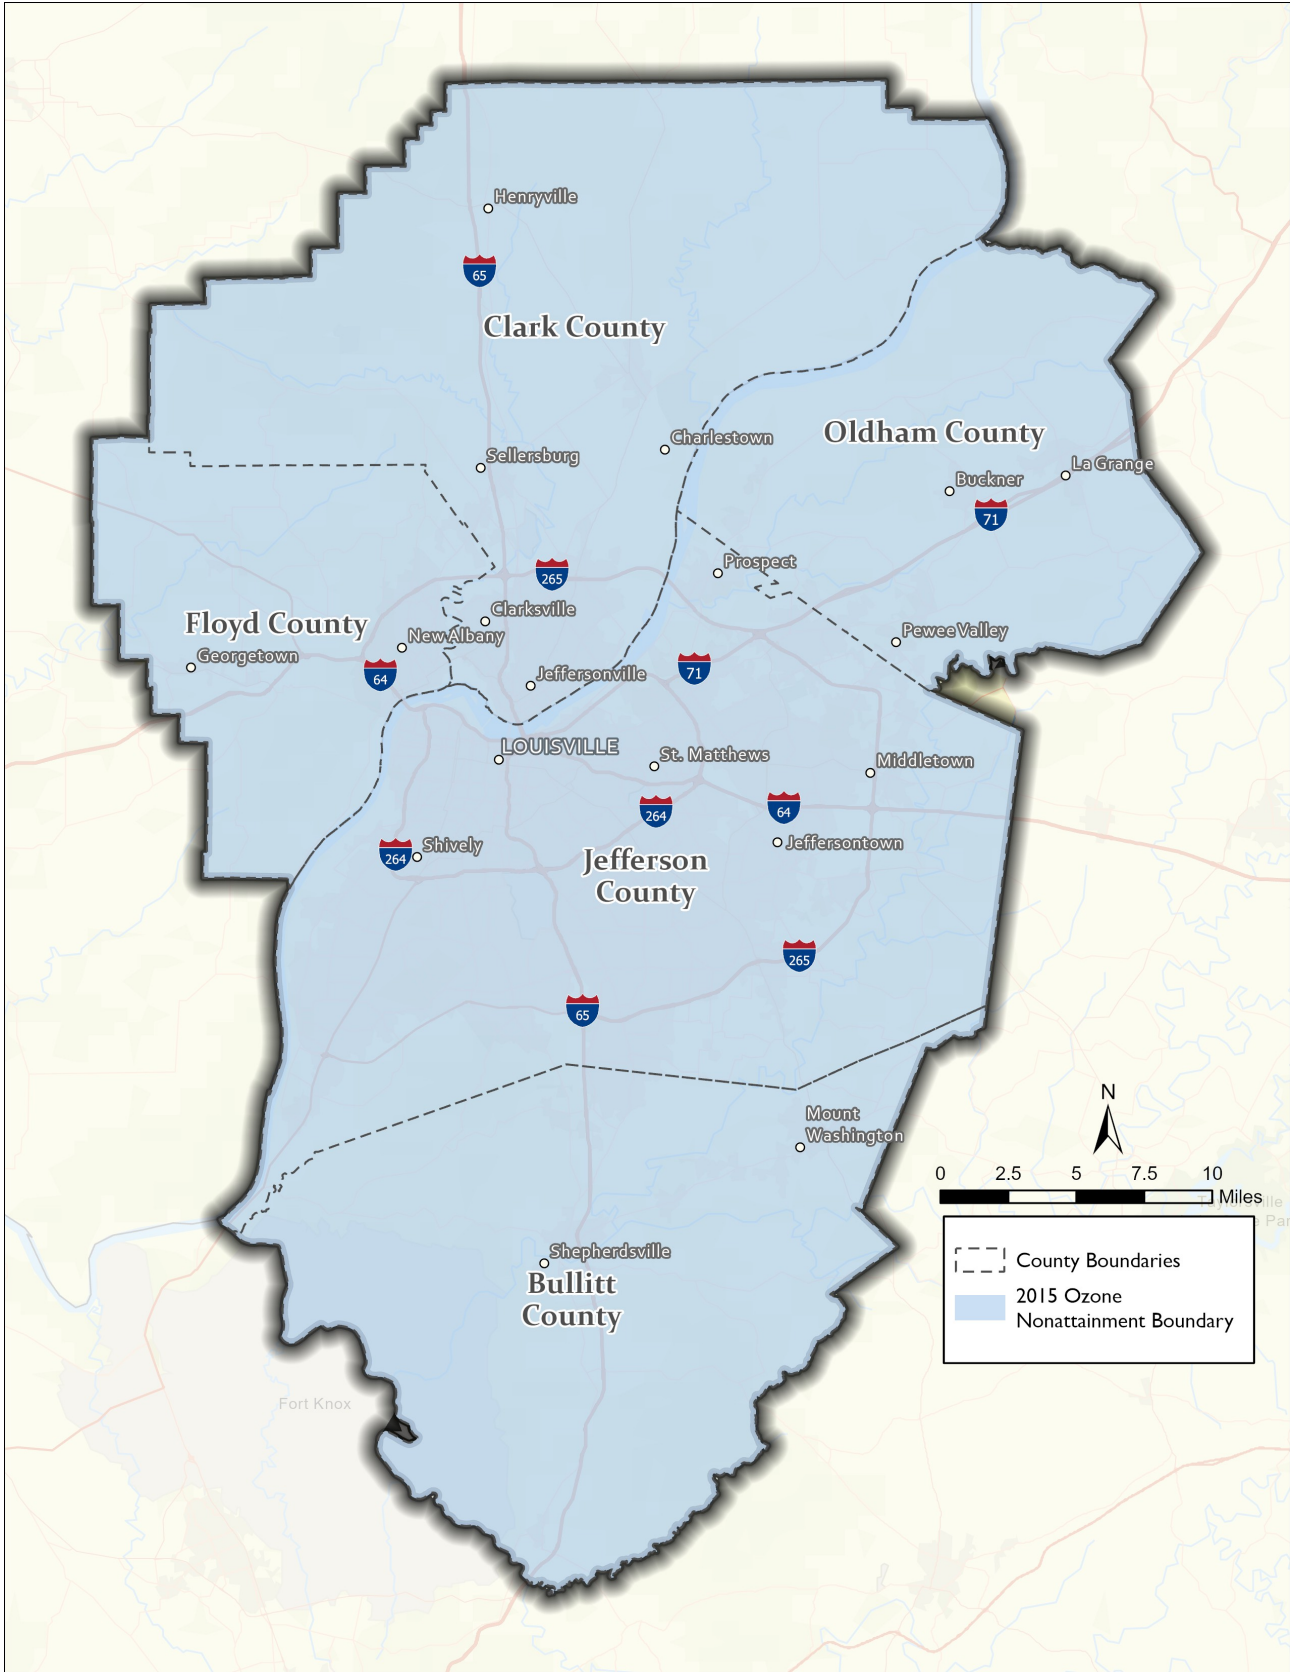 Henryville
65
Clark County
Charlestown
Oldham County
Sellersburg
La Grange
Buckner
71
Prospect
265
Clarksville
Floyd County
New Albany
Pewee Valley
Georgetown
64
71
Jeffersonville
LOUISVILLE
St. Matthews
Middletown
264
64
Shively
264
Jeffersontown
Jefferson
County
265
65
Mount
Washington
N
0 2.5 5 7.5 10
Miles
Taylorsville
County Boundaries
2015 Ozone
Nonattainment Boundary
Shepherdsville
Bullitt
County
Fort Knox